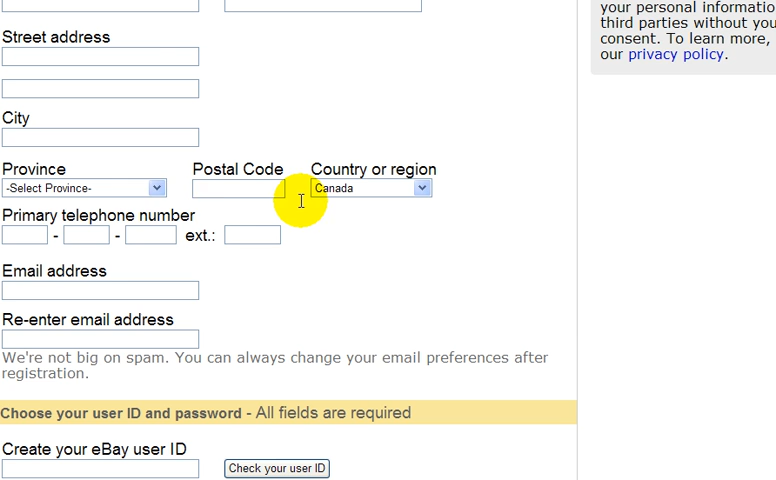 your personal informatio
third parties without you
consent. To learn more,
our privacy policy.
Street address
City
Province Postal Code Country or region
-Select Province- Canada
Primary telephone number
- - ext.:
Email address
Re-enter email address
We're not big on spam. You can always change your email preferences after
registration.
Choose your user ID and password - All fields are required
Create your eBay user ID
Check your user ID